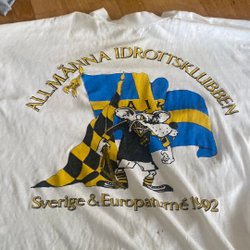 ALLMÄNNA IDROTTSKLUBBEN
AIK
Sverige & Europaturné 1992